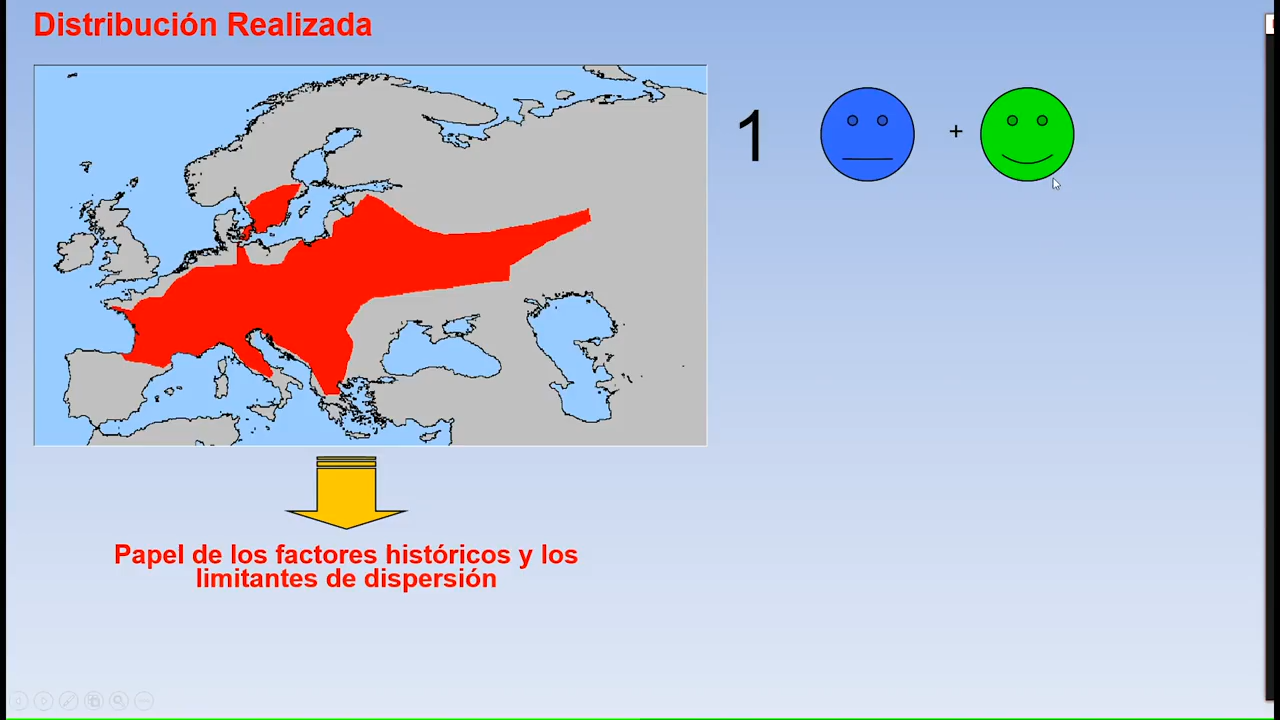 Distribución Realizada
1
+
Papel de los factores históricos y los
limitantes de dispersión